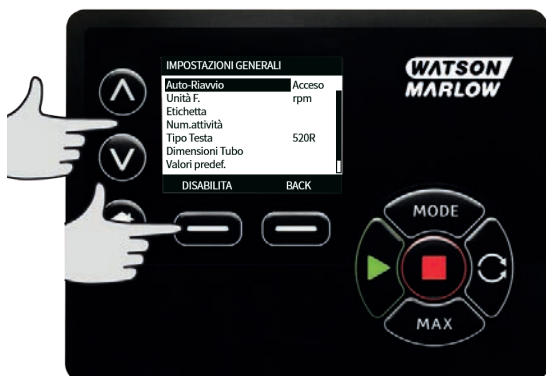 IMPOSTAZIONI GENERALI
Auto-Riavvio Acceso
Unità F. rpm
Etichetta
Num.attività
Tipo Testa 520R
Dimensioni Tubo
Valori predef.
DISABILITA BACK
WATSON
MARLOW
MODE
MAX